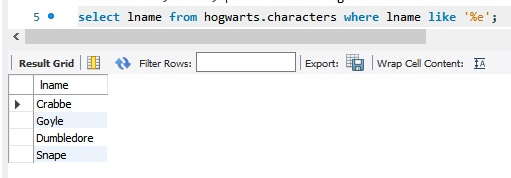 5 select lname from hogwarts.characters where lname like '%e';
Result Grid Filter Rows: Export: Wrap Cell Content: IA
lname
Crabbe
Goyle
Dumbledore
Snape